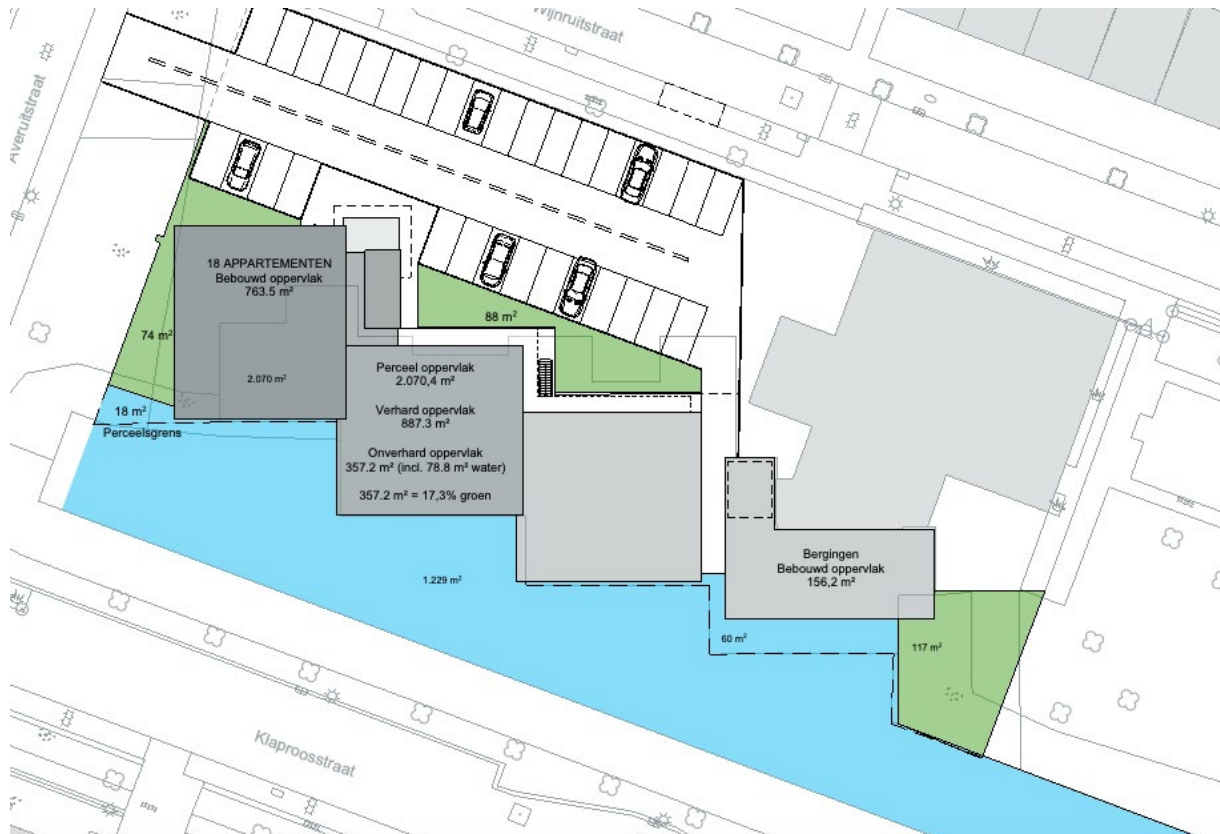 Wijnruitstraat
Averuitstraat
18 APPARTEMENTEN
Bebouwd oppervlak
763.5 m²
88 m²
74 m²
2.070 m²
Perceel oppervlak
2.070,4 m²
Verhard oppervlak
887.3 m²
18 m²
Perceelsgrens
Onverhard oppervlak
357.2 m² (incl. 78.8 m² water)
357.2 m² = 17,3% groen
Bergingen
Bebouwd oppervlak
156,2 m²
1.229 m²
60 m²
117 m²
Klaproosstraat